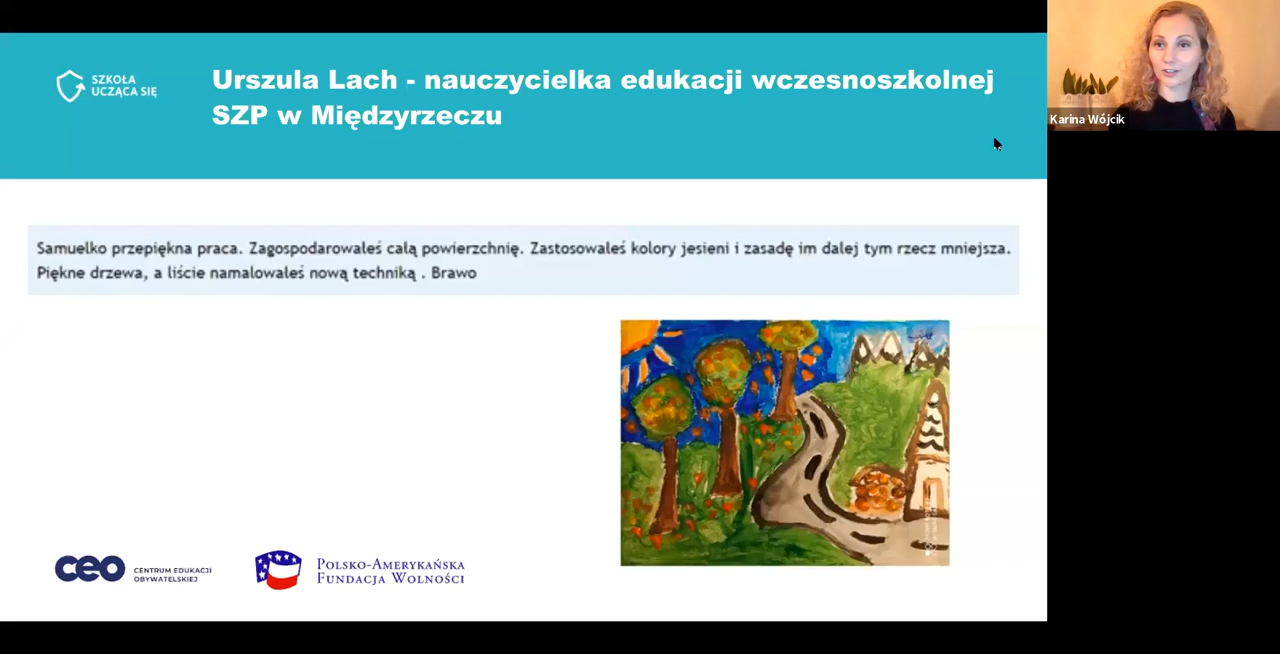 SZKOŁA
UCZĄCA SIĘ
Urszula Lach - nauczycielka edukacji wczesnoszkolnej
SZP w Międzyrzeczu
Karina Wójcik
Samuelko przepiękna praca. Zagospodarowałeś całą powierzchnię. Zastosowałeś kolory jesieni i zasadę im dalej tym rzecz mniejsza.
Piękne drzewa, a liście namalowałeś nową techniką . Brawo
CEO
CENTRUM EDUKACJI
OBYWATELSKIEJ
POLSKO-AMERYKAŃSKA
FUNDACJA WOLNOŚCI